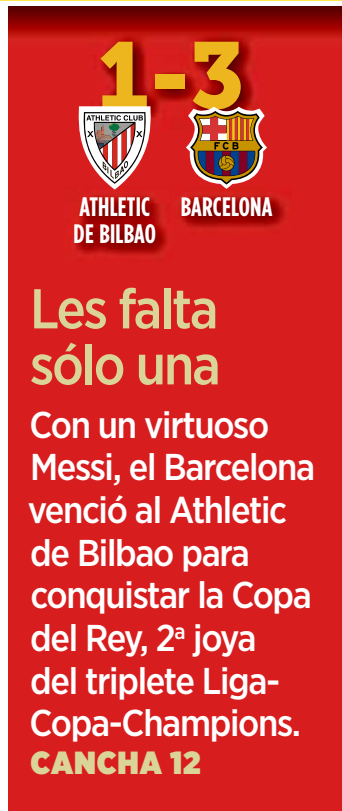 1-3
ATHLETIC CLUB
BILBAO
FCB
ATHLETIC
DE BILBAO
BARCELONA
Les falta
sólo una
Con un virtuoso
Messi, el Barcelona
venció al Athletic
de Bilbao para
conquistar la Copa
del Rey, 2ª joya
del triplete Liga-
Copa-Champions.
CANCHA 12